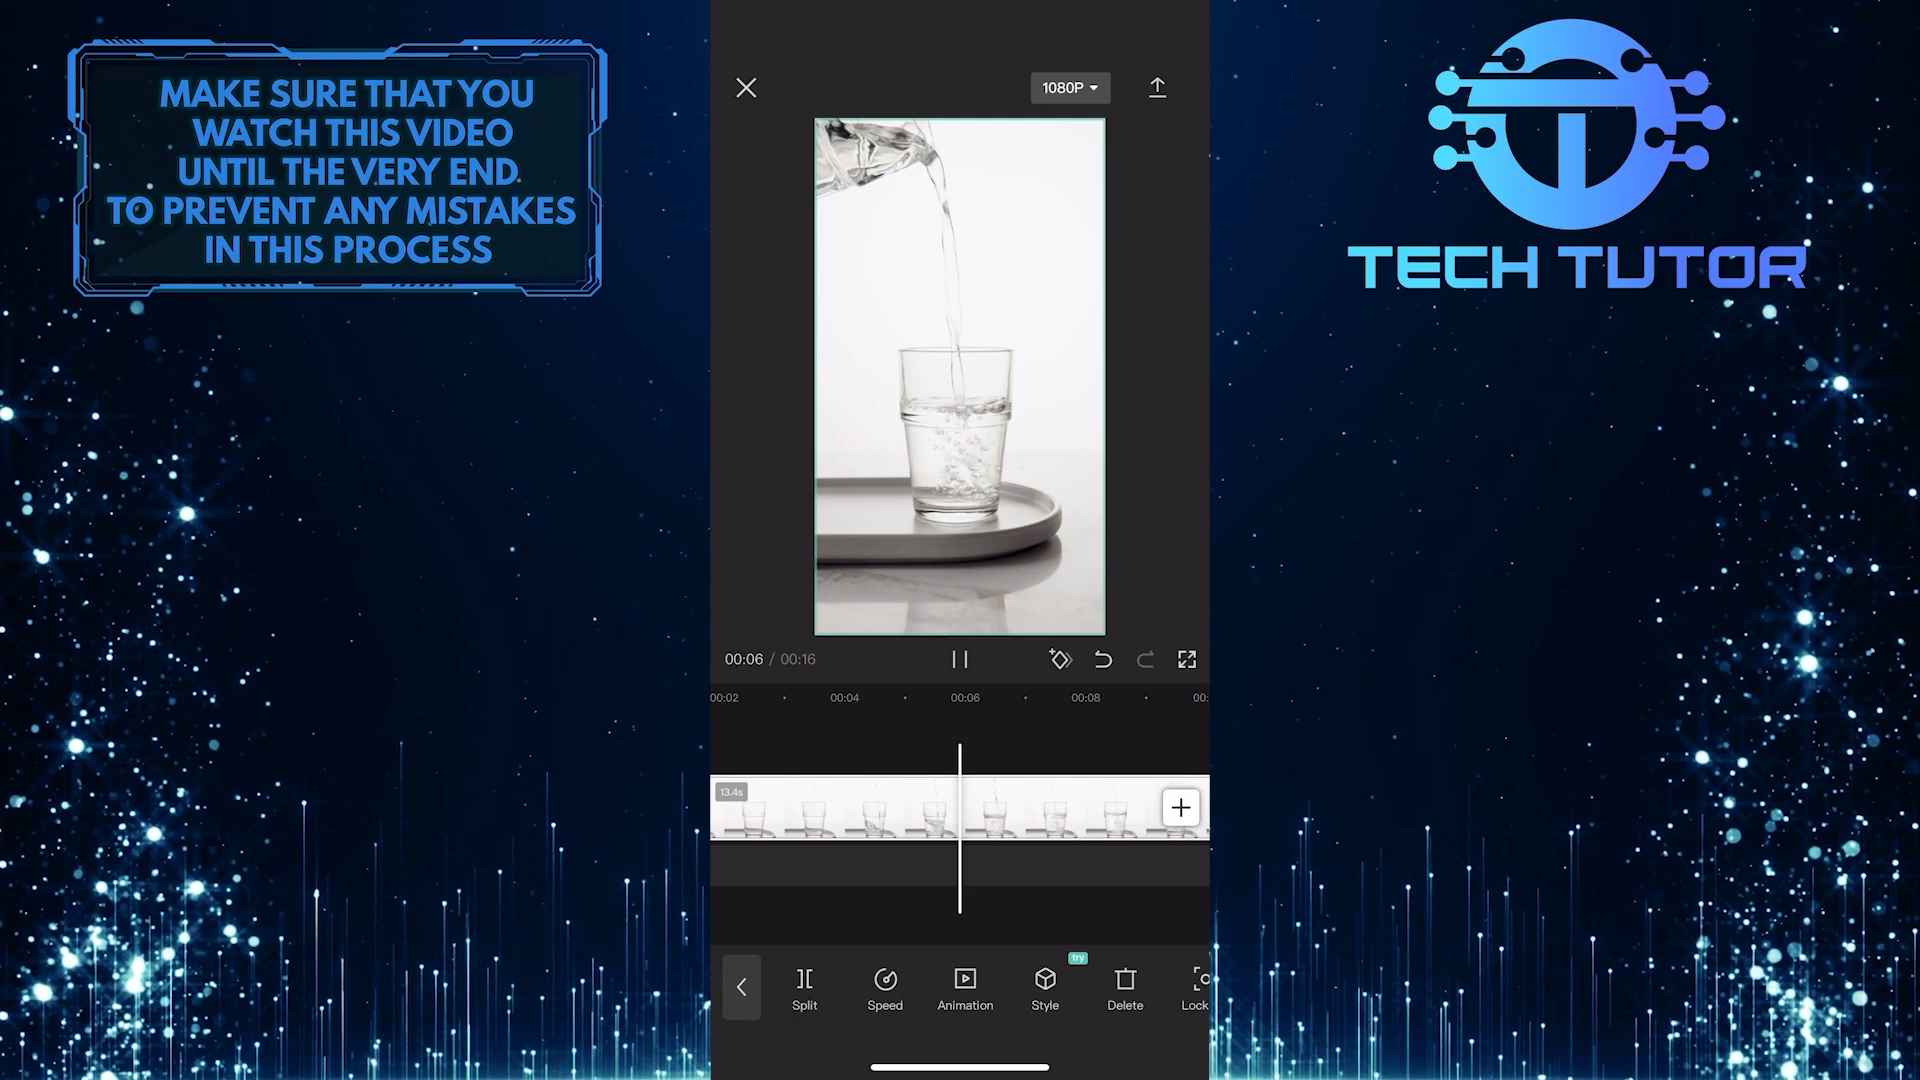 MAKE SURE THAT YOU
WATCH THIS VIDEO
UNTIL THE VERY END
TO PREVENT ANY MISTAKES
IN THIS PROCESS
TECH TUTOR
1080P
00:06 / 00:16
00:02 00:04 00:06 00:08 00:
13.4s
try
Split Speed Animation Style Delete Lock